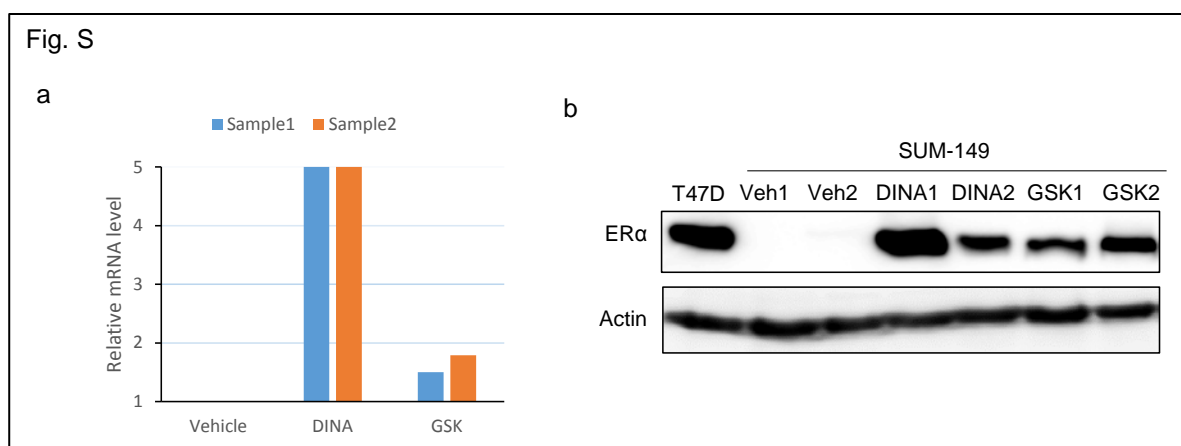 Fig. S
a
Sample1 Sample2
Relative mRNA level
5
4
3
2
1
Vehicle DINA GSK
b
SUM-149
T47D Veh1 Veh2 DINA1 DINA2 GSK1 GSK2
ERα
Actin